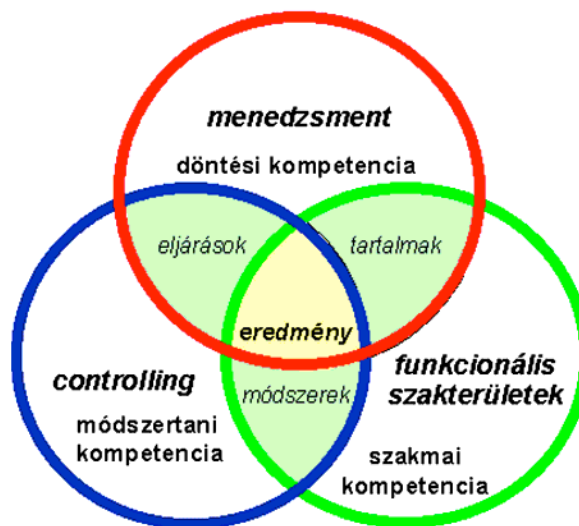 menedzsment
döntési kompetencia
eljárások
tartalmak
eredmény
controlling
módszertani
kompetencia
módszerek
funkcionális
szakterületek
szakmai
kompetencia